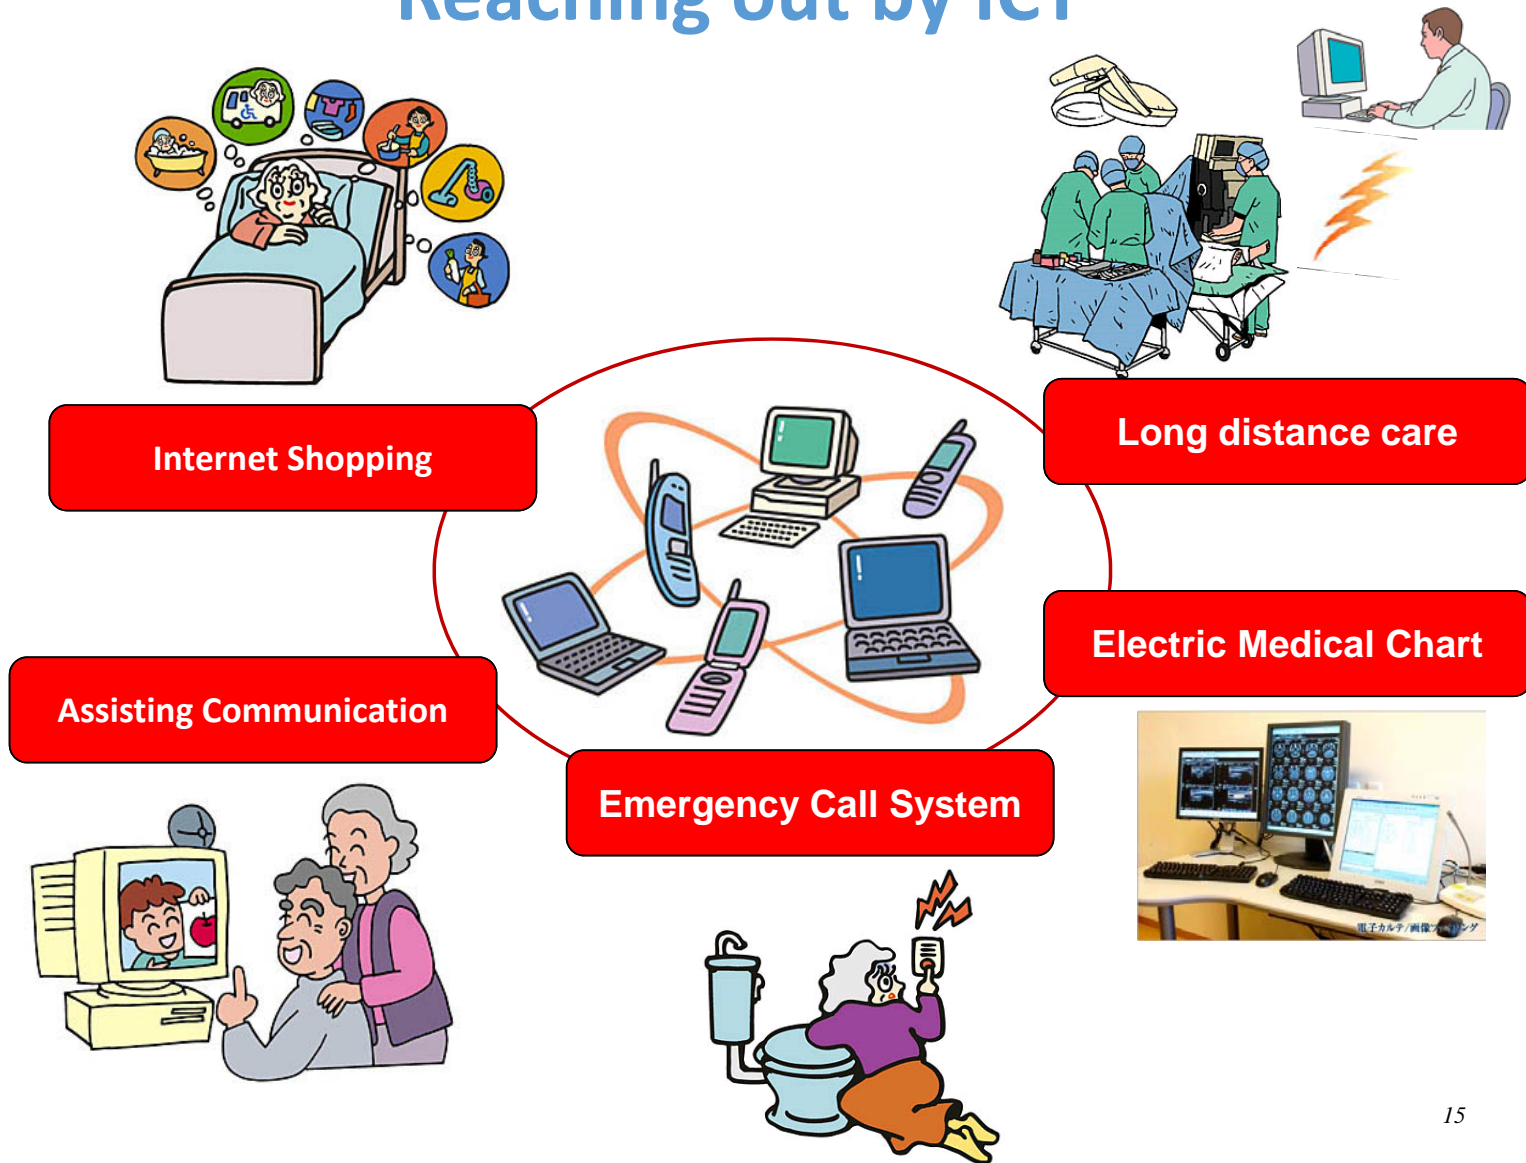 Reaching out by ICT
Internet Shopping
Long distance care
Electric Medical Chart
Assisting Communication
Emergency Call System
15